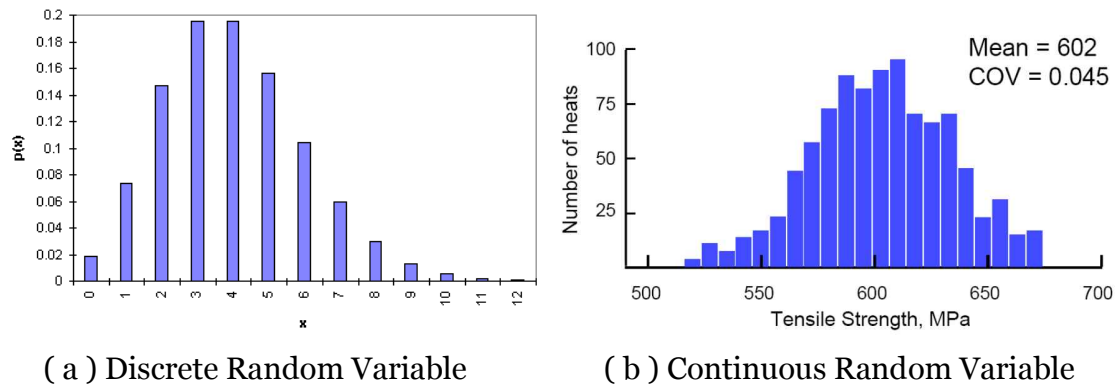 0.2
0.18
0.16
0.14
0.12
0.1
0.08
0.06
0.04
0.02
0
p(x)
0 1 2 3 4 5 6 7 8 9 10 11 12
x
( a ) Discrete Random Variable
Mean = 602
COV = 0.045
100
75
50
25
Number of heats
500 550 600 650 700
Tensile Strength, MPa
( b ) Continuous Random Variable